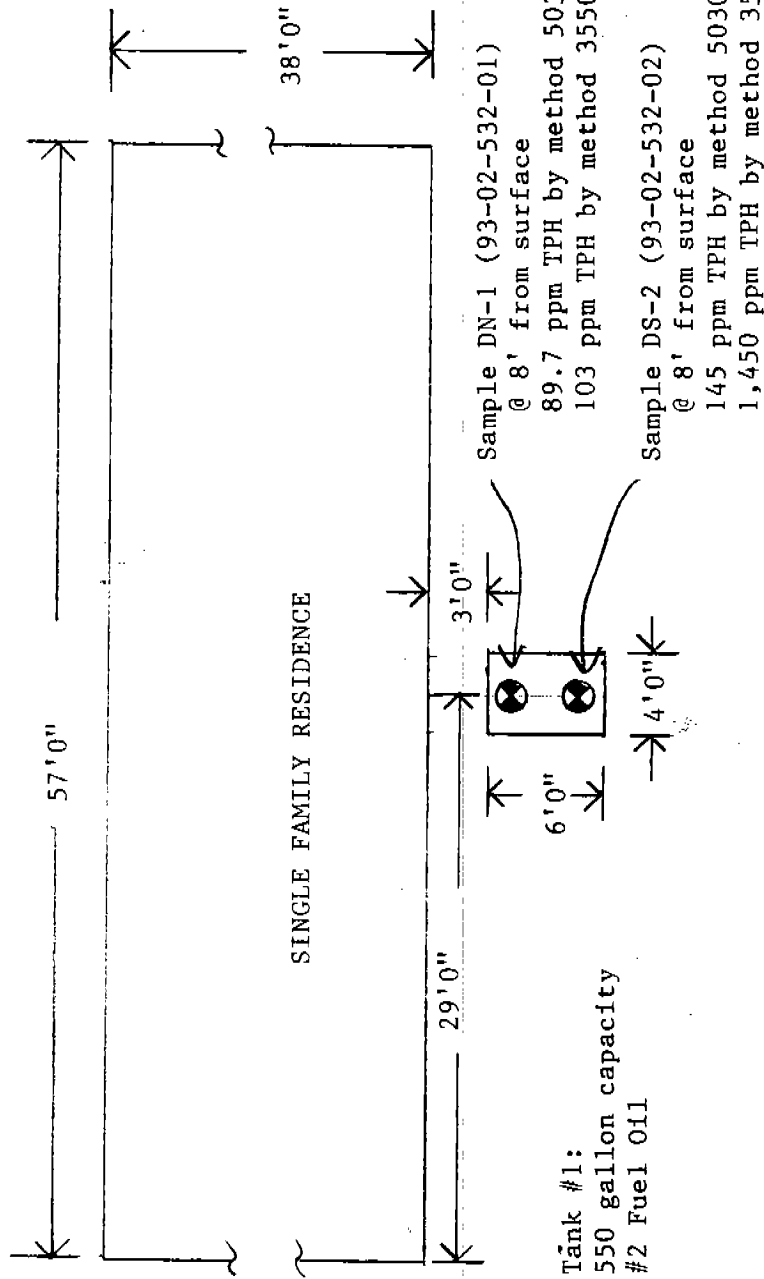 57'0"
38'0"
SINGLE FAMILY RESIDENCE
3'0"
29'0"
6'0"
4'0"
Sample DN-1 (93-02-532-01)
@ 8' from surface
89.7 ppm TPH by method
103 ppm TPH by method 3550
Sample DS-2 (93-02-532-02)
@ 8' from surface
145 ppm TPH by method 5030
1,450 ppm TPH by method
Tank #1:
550 gallon capacity
#2 Fuel Oil